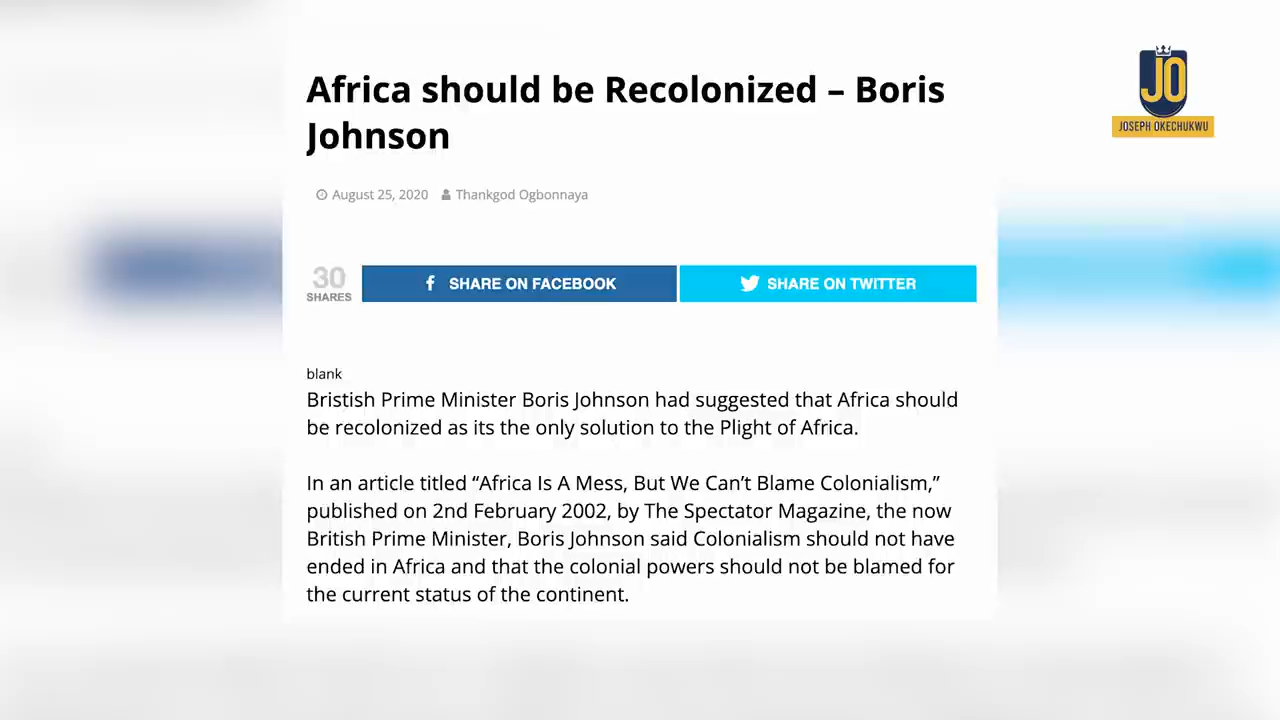 Africa should be Recolonized – Boris
Johnson
JO
JOSEPH OKECHUKWU
August 25, 2020 Thankgod Ogbonnaya
30
SHARES
SHARE ON FACEBOOK
SHARE ON TWITTER
blank
Bristish Prime Minister Boris Johnson had suggested that Africa should
be recolonized as its the only solution to the Plight of Africa.
In an article titled “Africa Is A Mess, But We Can’t Blame Colonialism,”
published on 2nd February 2002, by The Spectator Magazine, the now
British Prime Minister, Boris Johnson said Colonialism should not have
ended in Africa and that the colonial powers should not be blamed for
the current status of the continent.